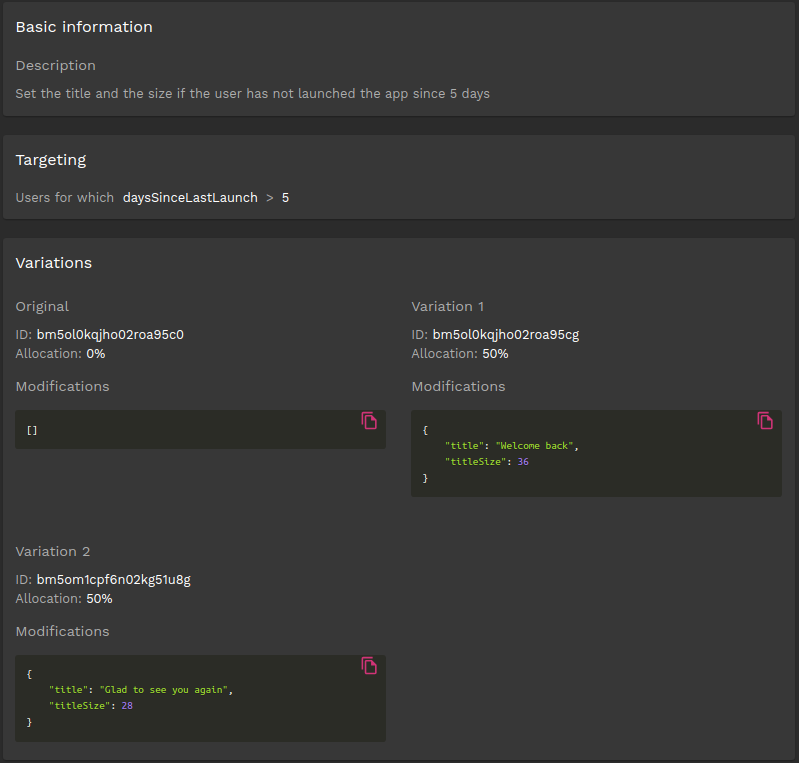 Basic information
Description
Set the title and the size if the user has not launched the app since 5 days
Targeting
Users for which daysSinceLastLaunch > 5
Variations
Original
ID: bm5ol0kqjho02roa95c0
Allocation: 0%
Modifications
[]
Variation 1
ID: bm5ol0kqjho02roa95cg
Allocation: 50%
Modifications
{
"title": "Welcome back",
"titleSize": 36
}
Variation 2
ID: bm5om1cpf6n02kg51u8g
Allocation: 50%
Modifications
{
"title": "Glad to see you again",
"titleSize": 28
}